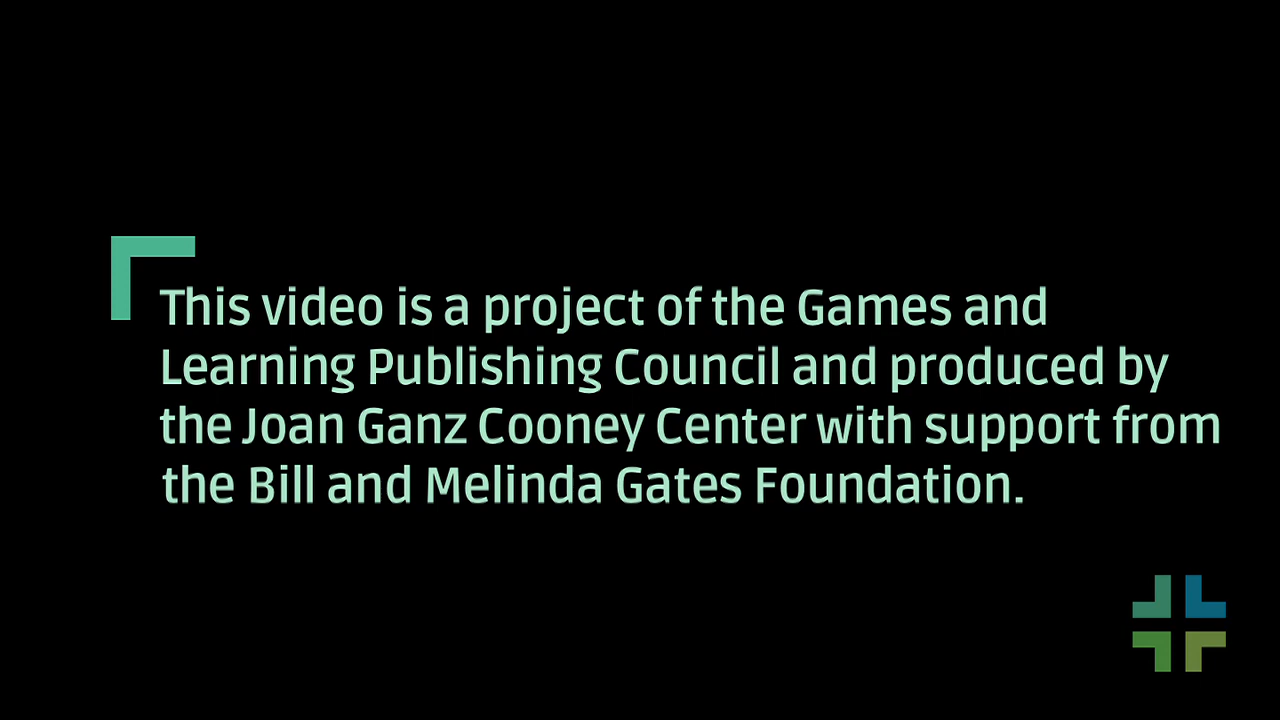 This video is a project of the Games and
Learning Publishing Council and produced by
the Joan Ganz Cooney Center with support from
the Bill and Melinda Gates Foundation.